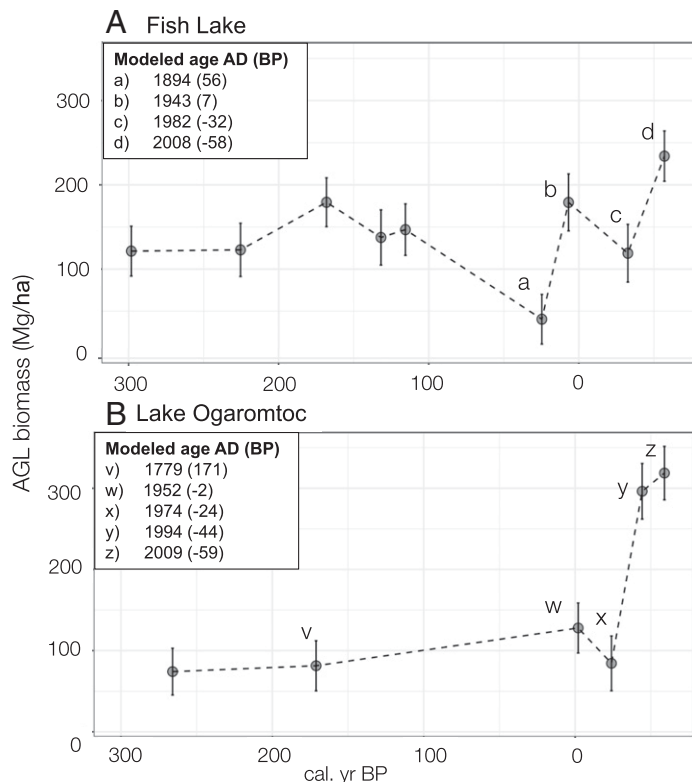 A Fish Lake
Modeled age AD (BP)
a) 1894 (56)
b) 1943 (7)
c) 1982 (-32)
d) 2008 (-58)
300
200
100
0
a
b
c
d
300
200
100
0
AGL biomass (Mg/ha)
B Lake Ogaromtoc
Modeled age AD (BP)
v) 1779 (171)
w) 1952 (-2)
x) 1974 (-24)
y) 1994 (-44)
z) 2009 (-59)
300
200
100
0
v
w
x
y
z
300
200
100
0
cal. yr BP